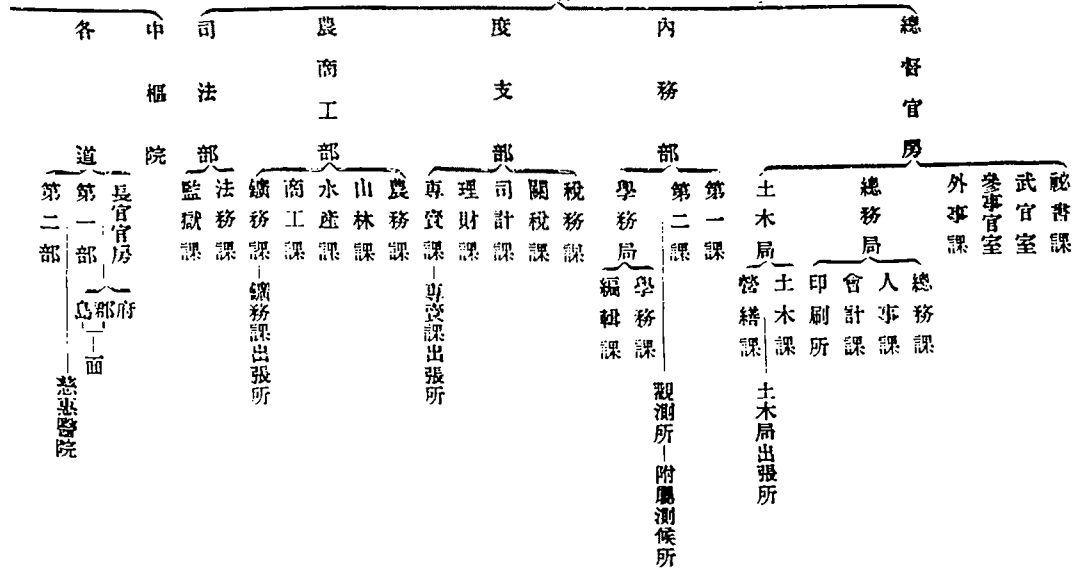 總督官房
祕書課
武官室
參事官室
外事課
總務局
總務課
人事課
會計課
印刷所
土木局
土木課
營繕課
土木局出張所
內務部
第一課
第二課
觀測所
附屬測候所
學務局
學務課
編輯課
度支部
稅務課
關稅課
司計課
理財課
專賣課
專賣課出張所
農商工部
農務課
山林課
水產課
商工課
鑛務課
鑛務課出張所
司法部
法務課
監獄課
中樞院
各道
長官官房
府郡島
面
第一部
慈惠醫院
第二部